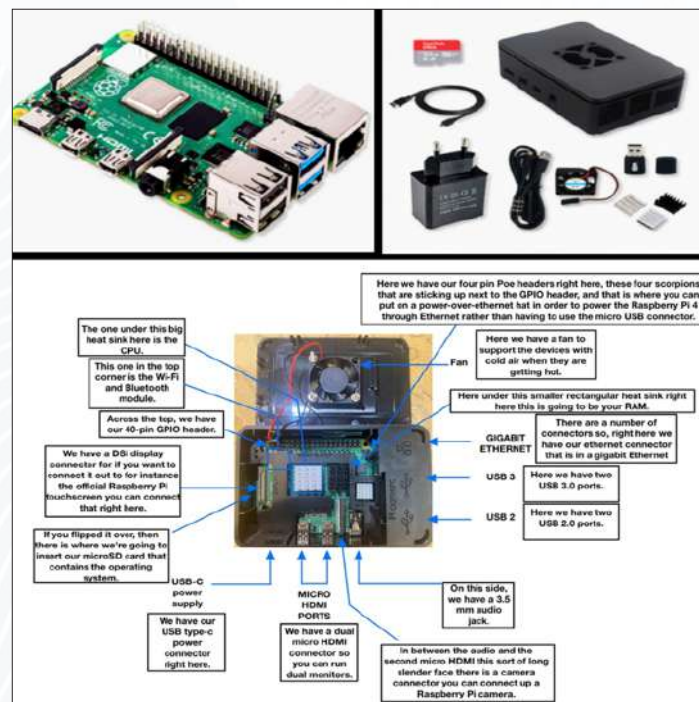 Here we have our four pin Poe headers right here, these four scorpions
that are sticking up next to the GPIO header, and that is where you can
put on a power-over-ethernet hat in order to power the Raspberry Pi 4
through Ethernet rather than having to use the micro USB connector.
The one under this big
heat sink here is the
CPU.
This one in the top
corner is the Wi-Fi
and Bluetooth
module.
Across the top, we have
our 40-pin GPIO header.
We have a DSi display
connector for if you want to
connect it out to for instance
the official Raspberry Pi
touchscreen you can connect
that right here.
If you flipped it over, then
there is where we're going to
insert our microSD card that
contains the operating
system.
Fan
Here we have a fan to
support the devices with
cold air when they are
getting hot.
Here under this smaller rectangular heat sink right
here this is going to be your RAM.
GIGABIT
ETHERNET
There are a number of
connectors so, right here we
have our ethernet connector
that is in a gigabit Ethernet
USB 3
Here we have two
USB 3.0 ports.
USB 2
Here we have two
USB 2.0 ports.
USB-C
power
supply
We have our
USB type-c
power
connector
right here.
MICRO
HDMI
PORTS
We have a dual
micro HDMI
connector so
you can run
dual monitors.
On this side,
we have a 3.5
mm audio
jack.
In between the audio and the
second micro HDMI this sort of long
slender face there is a camera
connector you can connect up a
Raspberry Pi camera.